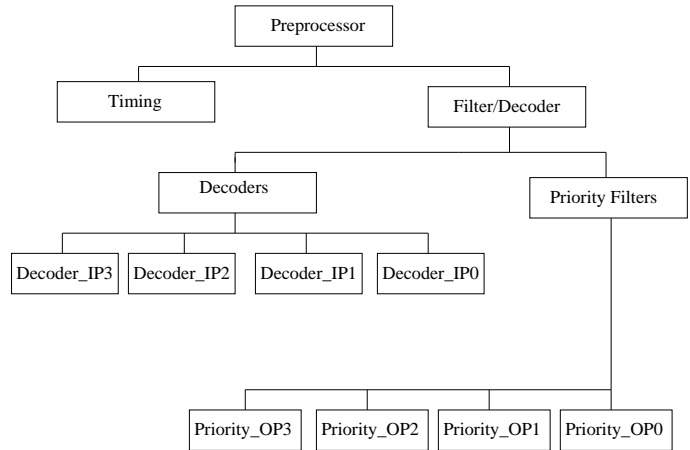 Preprocessor
Timing
Filter/Decoder
Decoders
Priority Filters
Decoder_IP3
Decoder_IP2
Decoder_IP1
Decoder_IP0
Priority_OP3
Priority_OP2
Priority_OP1
Priority_OP0